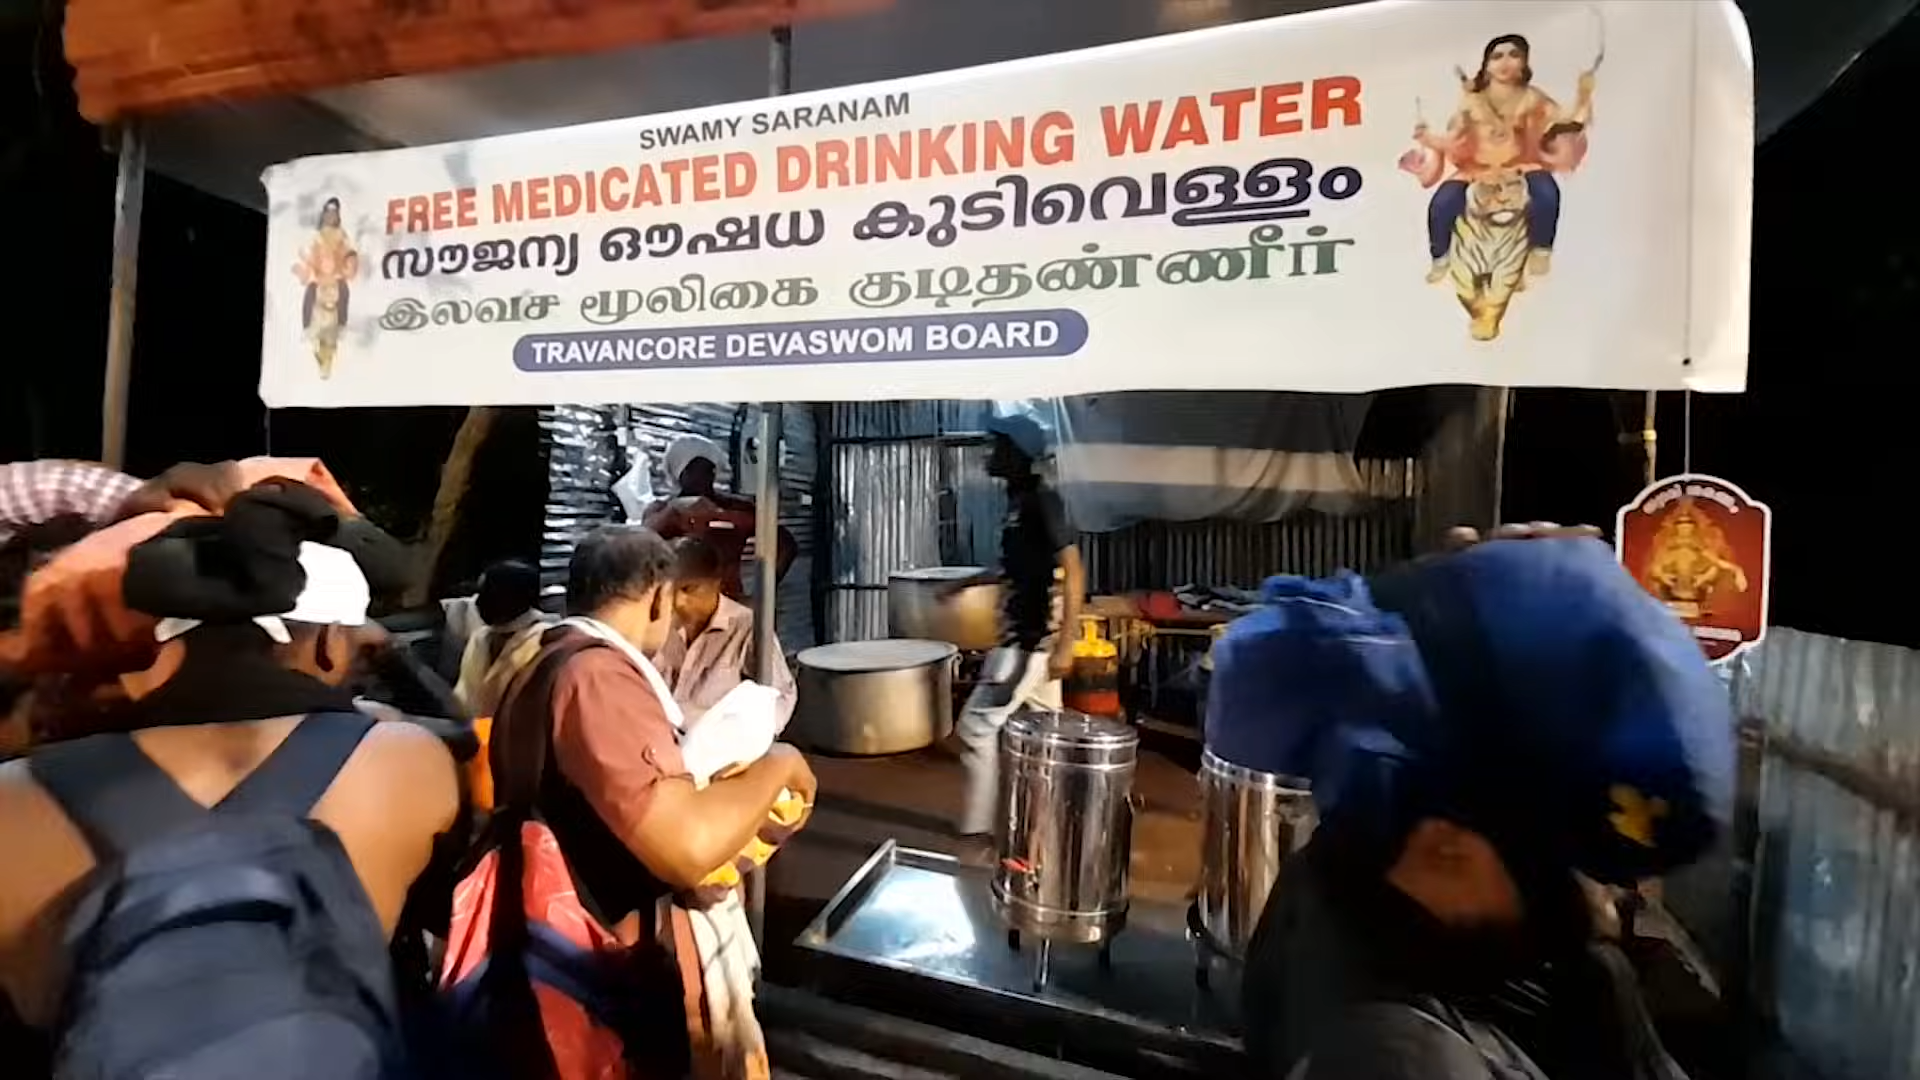 SWAMY SARANAM
FREE MEDICATED DRINKING WATER
സൗജന്യ ഔഷധ കുടിവെള്ളം
இலவச மூலிகை குடிதண்ணீர்
TRAVANCORE DEVASWOM BOARD